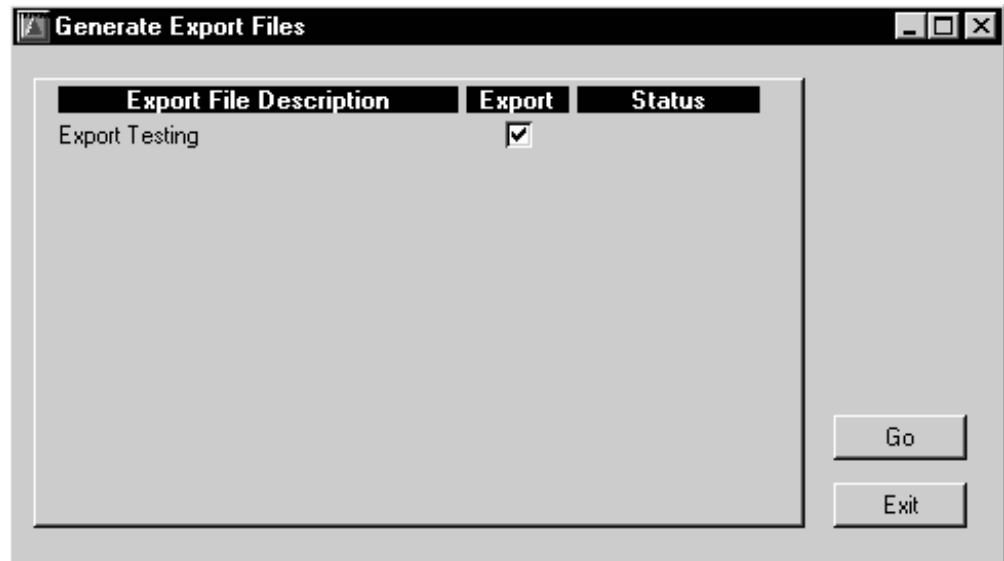 Generate Export Files
Export File Description Export Status
Export Testing
Go
Exit